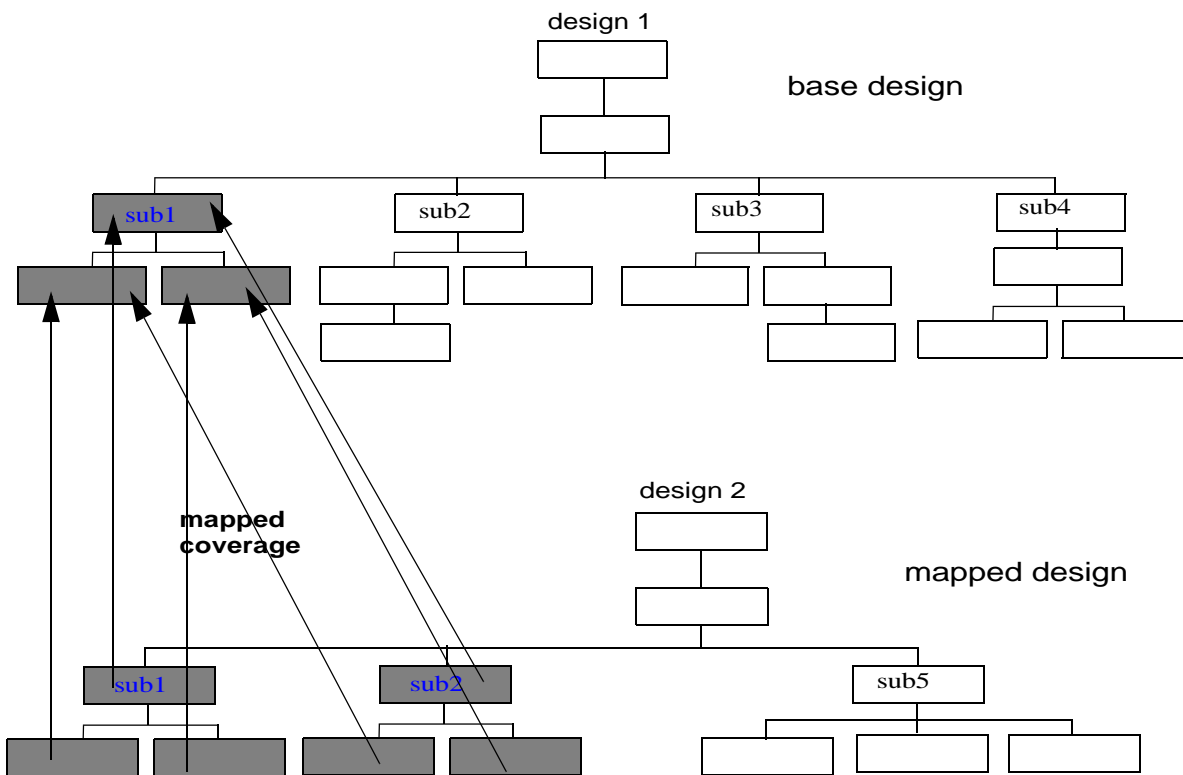 design 1
base design
sub1
sub2
sub3
sub4
design 2
mapped
coverage
mapped design
sub1
sub2
sub5